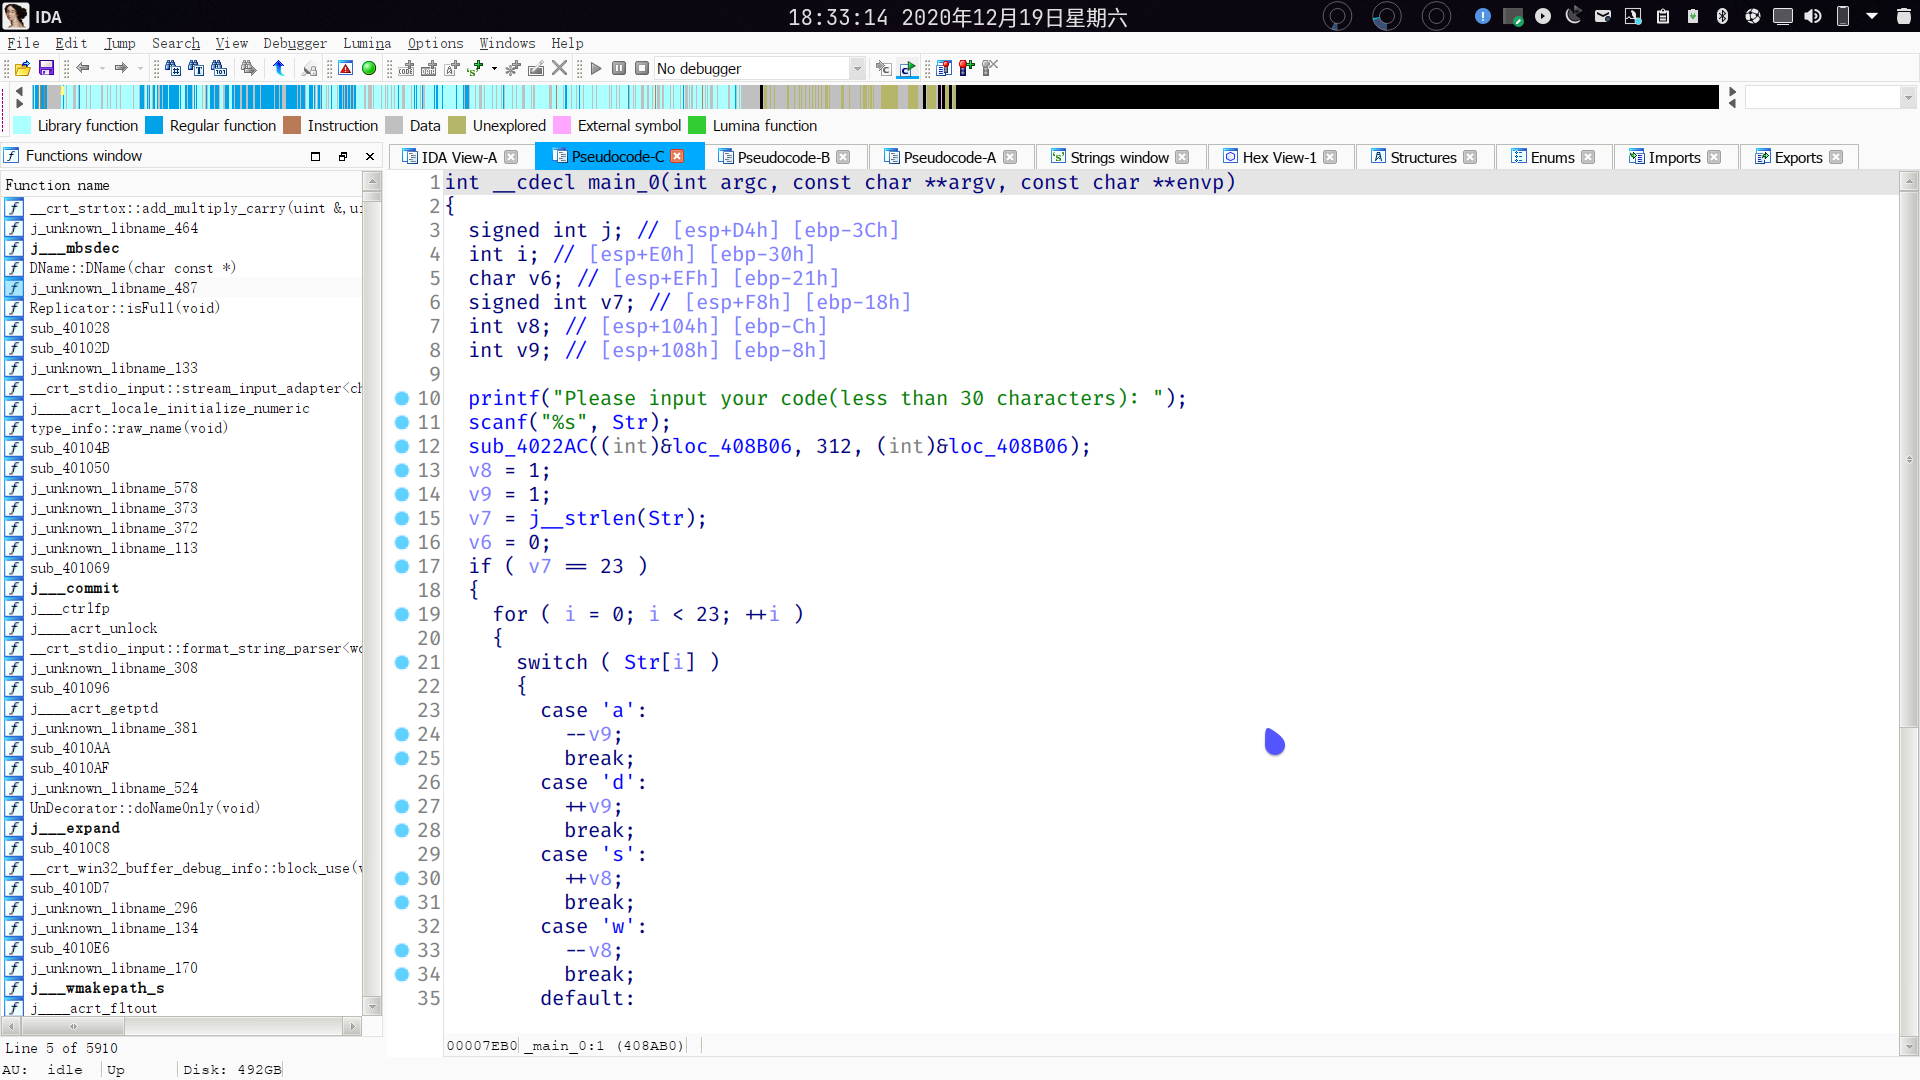 IDA
18:33:14 2020年12月19日星期六
File Edit Jump Search View Debugger Lumina Options Windows Help
No debugger
Library function Regular function Instruction Data Unexplored External symbol Lumina function
Functions window
IDA View-A Pseudocode-C Pseudocode-B Pseudocode-A Strings window Hex View-1 Structures Enums Imports Exports
Function name
__crt_strtox::add_multiply_carry(uint &,ui
j_unknown_libname_464
j___mbsdec
DName::DName(char const *)
j_unknown_libname_487
Replicator::isFull(void)
sub_401028
sub_40102D
j_unknown_libname_133
__crt_stdio_input::stream_input_adapter<ch
j____acrt_locale_initialize_numeric
type_info::raw_name(void)
sub_40104B
sub_401050
j_unknown_libname_578
j_unknown_libname_373
j_unknown_libname_372
j_unknown_libname_113
sub_401069
j___commit
j___ctrlfp
j____acrt_unlock
__crt_stdio_input::format_string_parser<wc
j_unknown_libname_308
sub_401096
j____acrt_getptd
j_unknown_libname_381
sub_4010AA
sub_4010AF
j_unknown_libname_524
UnDecorator::doNameOnly(void)
j___expand
sub_4010C8
__crt_win32_buffer_debug_info::block_use(v
sub_4010D7
j_unknown_libname_296
j_unknown_libname_134
sub_4010E6
j_unknown_libname_170
j___wmakepath_s
j____acrt_fltout
Line 5 of 5910
1 int __cdecl main_0(int argc, const char **argv, const char **envp)
2 {
3 signed int j; // [esp+D4h] [ebp-3Ch]
4 int i; // [esp+E0h] [ebp-30h]
5 char v6; // [esp+EFh] [ebp-21h]
6 signed int v7; // [esp+F8h] [ebp-18h]
7 int v8; // [esp+104h] [ebp-Ch]
8 int v9; // [esp+108h] [ebp-8h]
9
10 printf("Please input your code(less than 30 characters): ");
11 scanf("%s", Str);
12 sub_4022AC((int)&loc_408B06, 312, (int)&loc_408B06);
13 v8 = 1;
14 v9 = 1;
15 v7 = j__strlen(Str);
16 v6 = 0;
17 if ( v7 == 23 )
18 {
19 for ( i = 0; i < 23; ++i )
20 {
21 switch ( Str[i] )
22 {
23 case 'a':
24 --v9;
25 break;
26 case 'd':
27 ++v9;
28 break;
29 case 's':
30 ++v8;
31 break;
32 case 'w':
33 --v8;
34 break;
35 default:
00007EB0 _main_0:1 (408AB0)
AU: idle Up Disk: 492GB